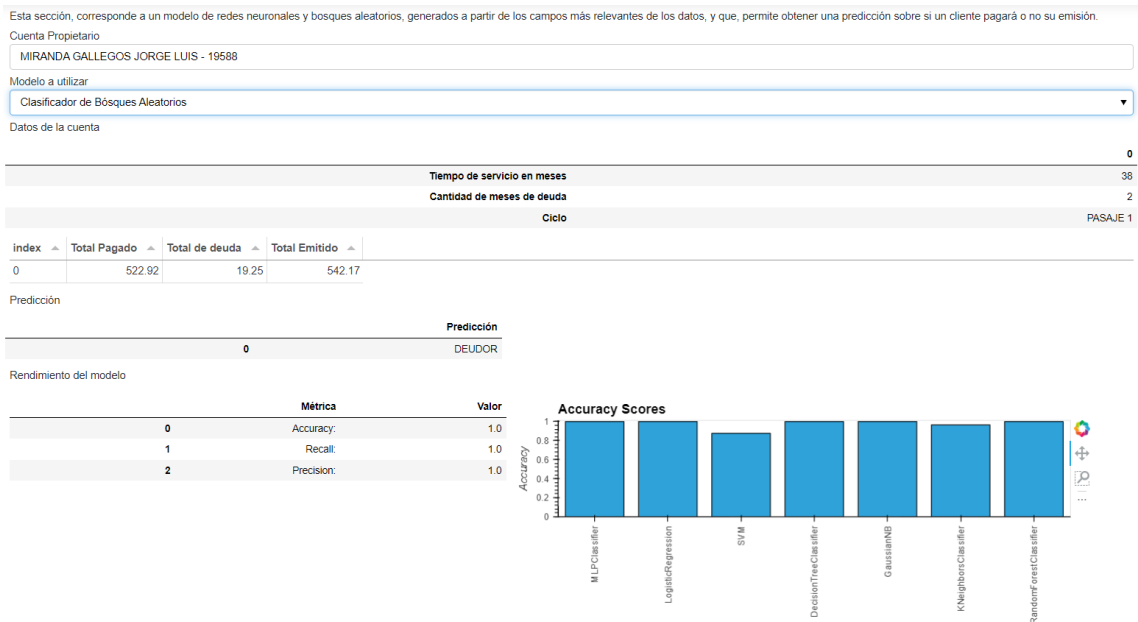 Esta sección, corresponde a un modelo de redes neuronales y bosques aleatorios, generados a partir de los campos más relevantes de los datos, y que, permite obtener una predicción sobre si un cliente pagará o no su emisión.
Cuenta Propietario
MIRANDA GALLEGOS JORGE LUIS - 19588
Modelo a utilizar
Clasificador de Bósques Aleatorios
Datos de la cuenta
0
Tiempo de servicio en meses 38
Cantidad de meses de deuda 2
Ciclo PASAJE 1
index Total Pagado Total de deuda Total Emitido
0 522.92 19.25 542.17
Predicción
Predicción
0 DEUDOR
Rendimiento del modelo
Métrica Valor
0 Accuracy: 1.0
1 Recall: 1.0
2 Precision: 1.0
Accuracy Scores
Accuracy
1
0.8
0.6
0.4
0.2
0
MLPClassifier
LogisticRegression
SVM
DecisionTreeClassifier
GaussianNB
KNeighborsClassifier
RandomForestClassifier